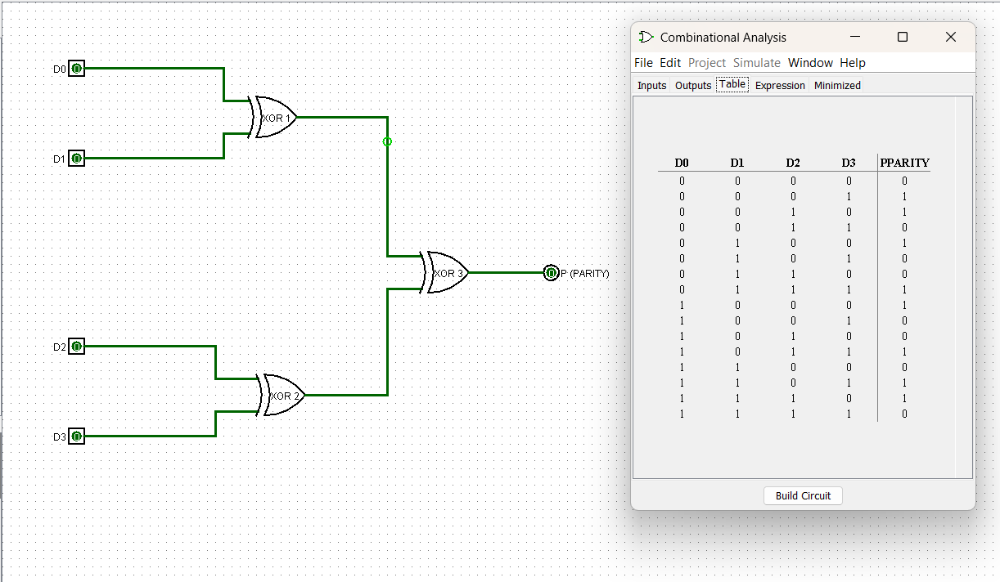 D0
D1
XOR 1
XOR 3
P (PARITY)
D2
D3
XOR 2
Combinational Analysis
File Edit Project Simulate Window Help
Inputs Outputs Table Expression Minimized
D0 D1 D2 D3 PPARITY
0 0 0 0 0
0 0 0 1 1
0 0 1 0 1
0 0 1 1 0
0 1 0 0 1
0 1 0 1 0
0 1 1 0 0
0 1 1 1 1
1 0 0 0 1
1 0 0 1 0
1 0 1 0 0
1 0 1 1 1
1 1 0 0 0
1 1 0 1 1
1 1 1 0 1
1 1 1 1 0
Build Circuit